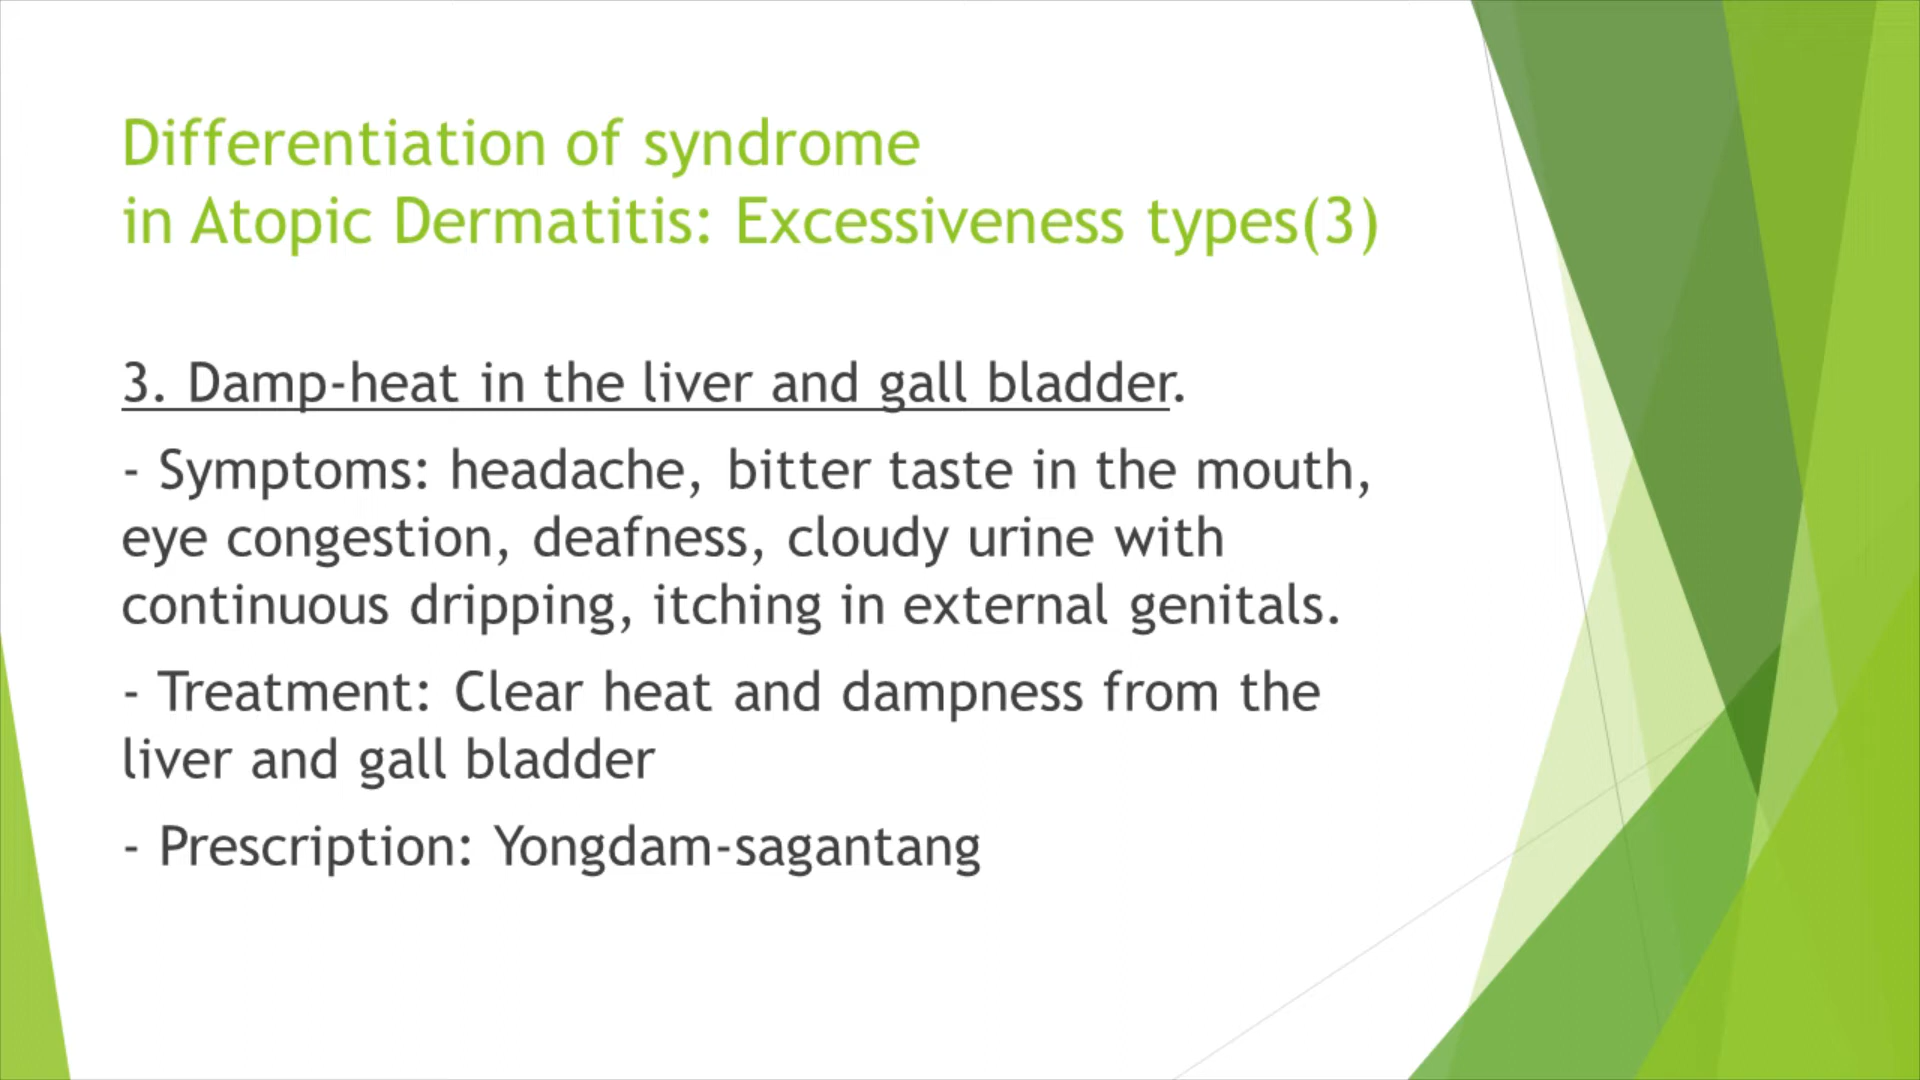 Differentiation of syndrome
in Atopic Dermatitis: Excessiveness types(3)
3. Damp-heat in the liver and gall bladder.
- Symptoms: headache, bitter taste in the mouth,
eye congestion, deafness, cloudy urine with
continuous dripping, itching in external genitals.
- Treatment: Clear heat and dampness from the
liver and gall bladder
- Prescription: Yongdam-sagantang